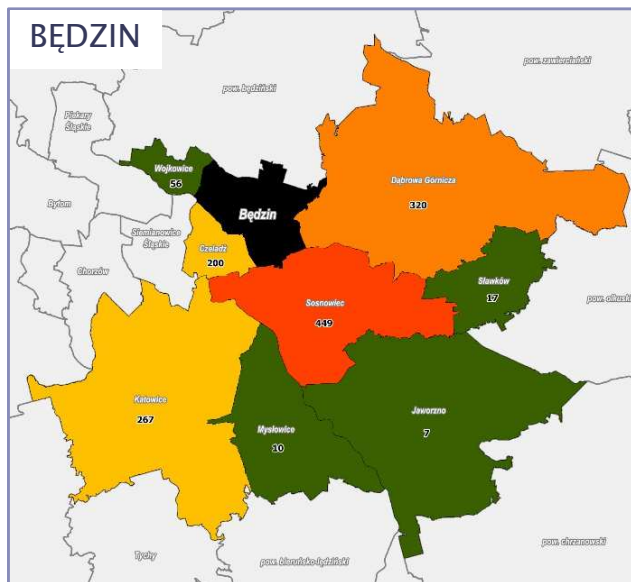 BĘDZIN
pow. zawierciański
pow. będziński
Piekary
Śląskie
Wojkowice
56
Dąbrowa Górnicza
320
Bytom
Będzin
Siemianowice
Śląskie
Czeladź
200
Chorzów
Sławków
17
Sosnowiec
449
pow. olkuski
Katowice
267
Mysłowice
10
Jaworzno
7
pow. chrzanowski
Tychy
pow. bieruńsko-lędziński